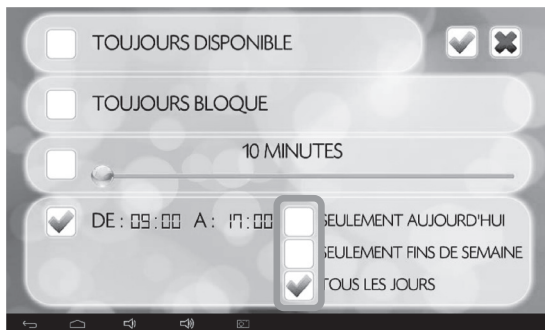 TOUJOURS DISPONIBLE
TOUJOURS BLOQUE
10 MINUTES
DE : 09:00 A : 17:00
SEULEMENT AUJOURD'HUI
SEULEMENT FINS DE SEMAINE
TOUS LES JOURS